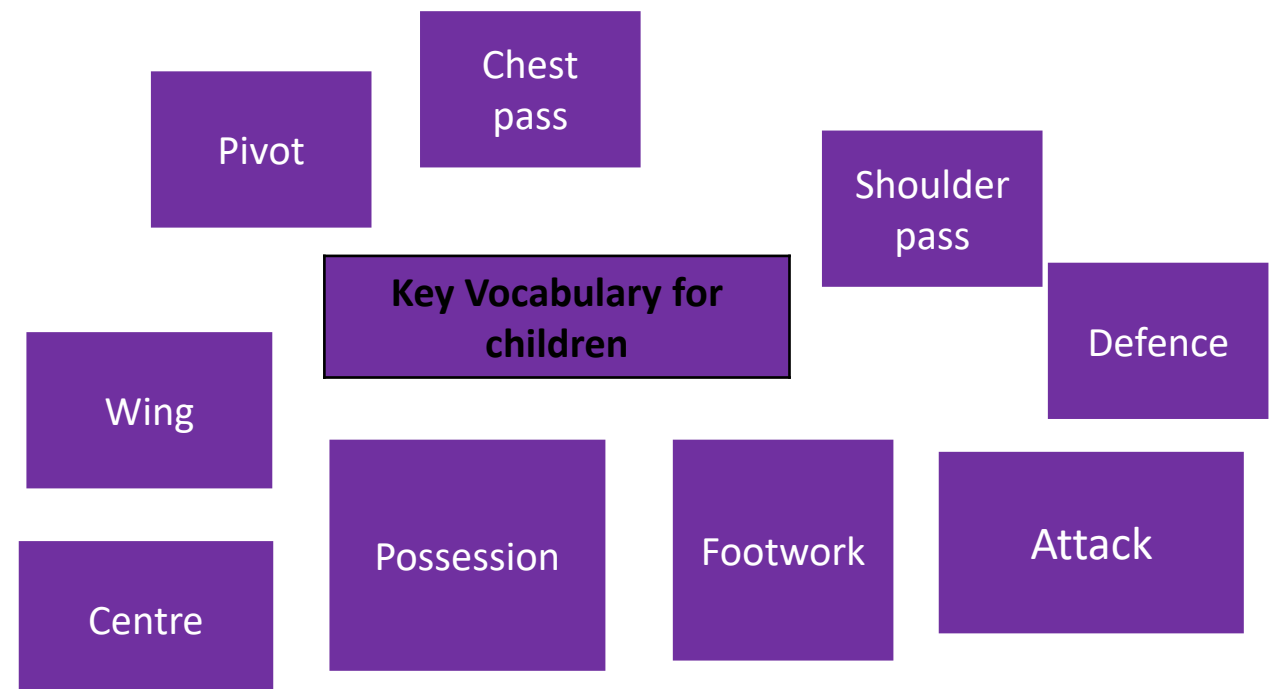 Chest
pass
Pivot
Shoulder
pass
Key Vocabulary for
children
Defence
Wing
Attack
Footwork
Possession
Centre